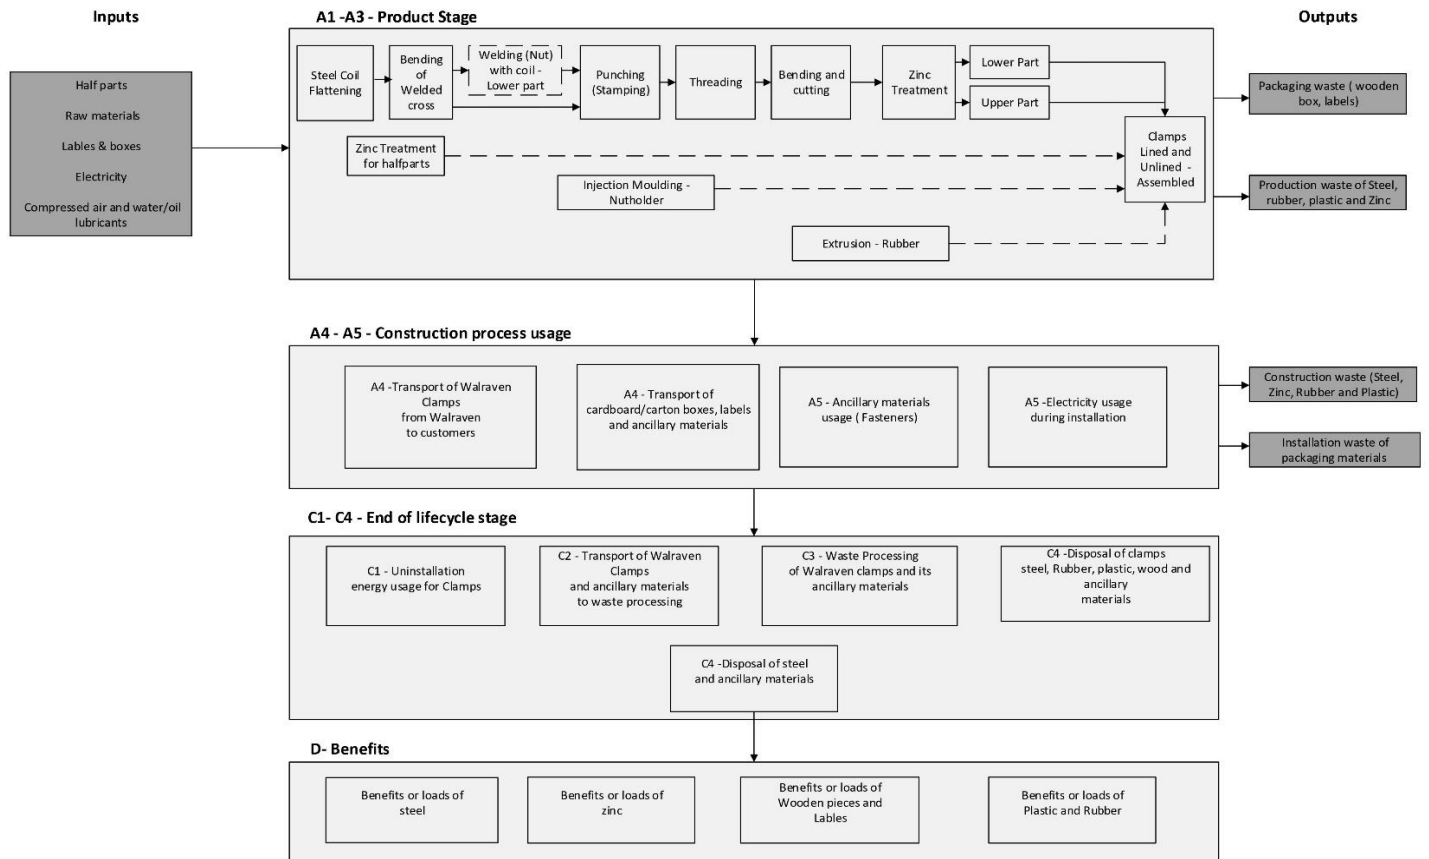 Inputs
A1 -A3 - Product Stage
Outputs
Half parts
Raw materials
Lables & boxes
Electricity
Compressed air and water/oil
lubricants
Steel Coil
Flattening
Bending
of
Welded
cross
Welding (Nut)
with coil -
Lower part
Punching
(Stamping)
Threading
Bending and
cutting
Zinc
Treatment
Lower Part
Upper Part
Zinc Treatment
for halfparts
Injection Moulding -
Nutholder
Extrusion - Rubber
Clamps
Lined and
Unlined -
Assembled
Packaging waste ( wooden
box, labels)
Production waste of Steel,
rubber, plastic and Zinc
A4 - A5 - Construction process usage
A4 -Transport of Walraven
Clamps
from Walraven
to customers
A4 - Transport of
cardboard/carton boxes, labels
and ancillary materials
A5 - Ancillary materials
usage ( Fasteners)
A5 -Electricity usage
during installation
Construction waste (Steel,
Zinc, Rubber and Plastic)
Installation waste of
packaging materials
C1- C4 - End of lifecycle stage
C1 - Uninstallation
energy usage for Clamps
C2 - Transport of Walraven
Clamps
and ancillary materials
to waste processing
C3 - Waste Processing
of Walraven clamps and its
ancillary materials
C4 -Disposal of clamps
steel, Rubber, plastic, wood and
ancillary
materials
C4 -Disposal of steel
and ancillary materials
D- Benefits
Benefits or loads of
steel
Benefits or loads of
zinc
Benefits or loads of
Wooden pieces and
Lables
Benefits or loads of
Plastic and Rubber